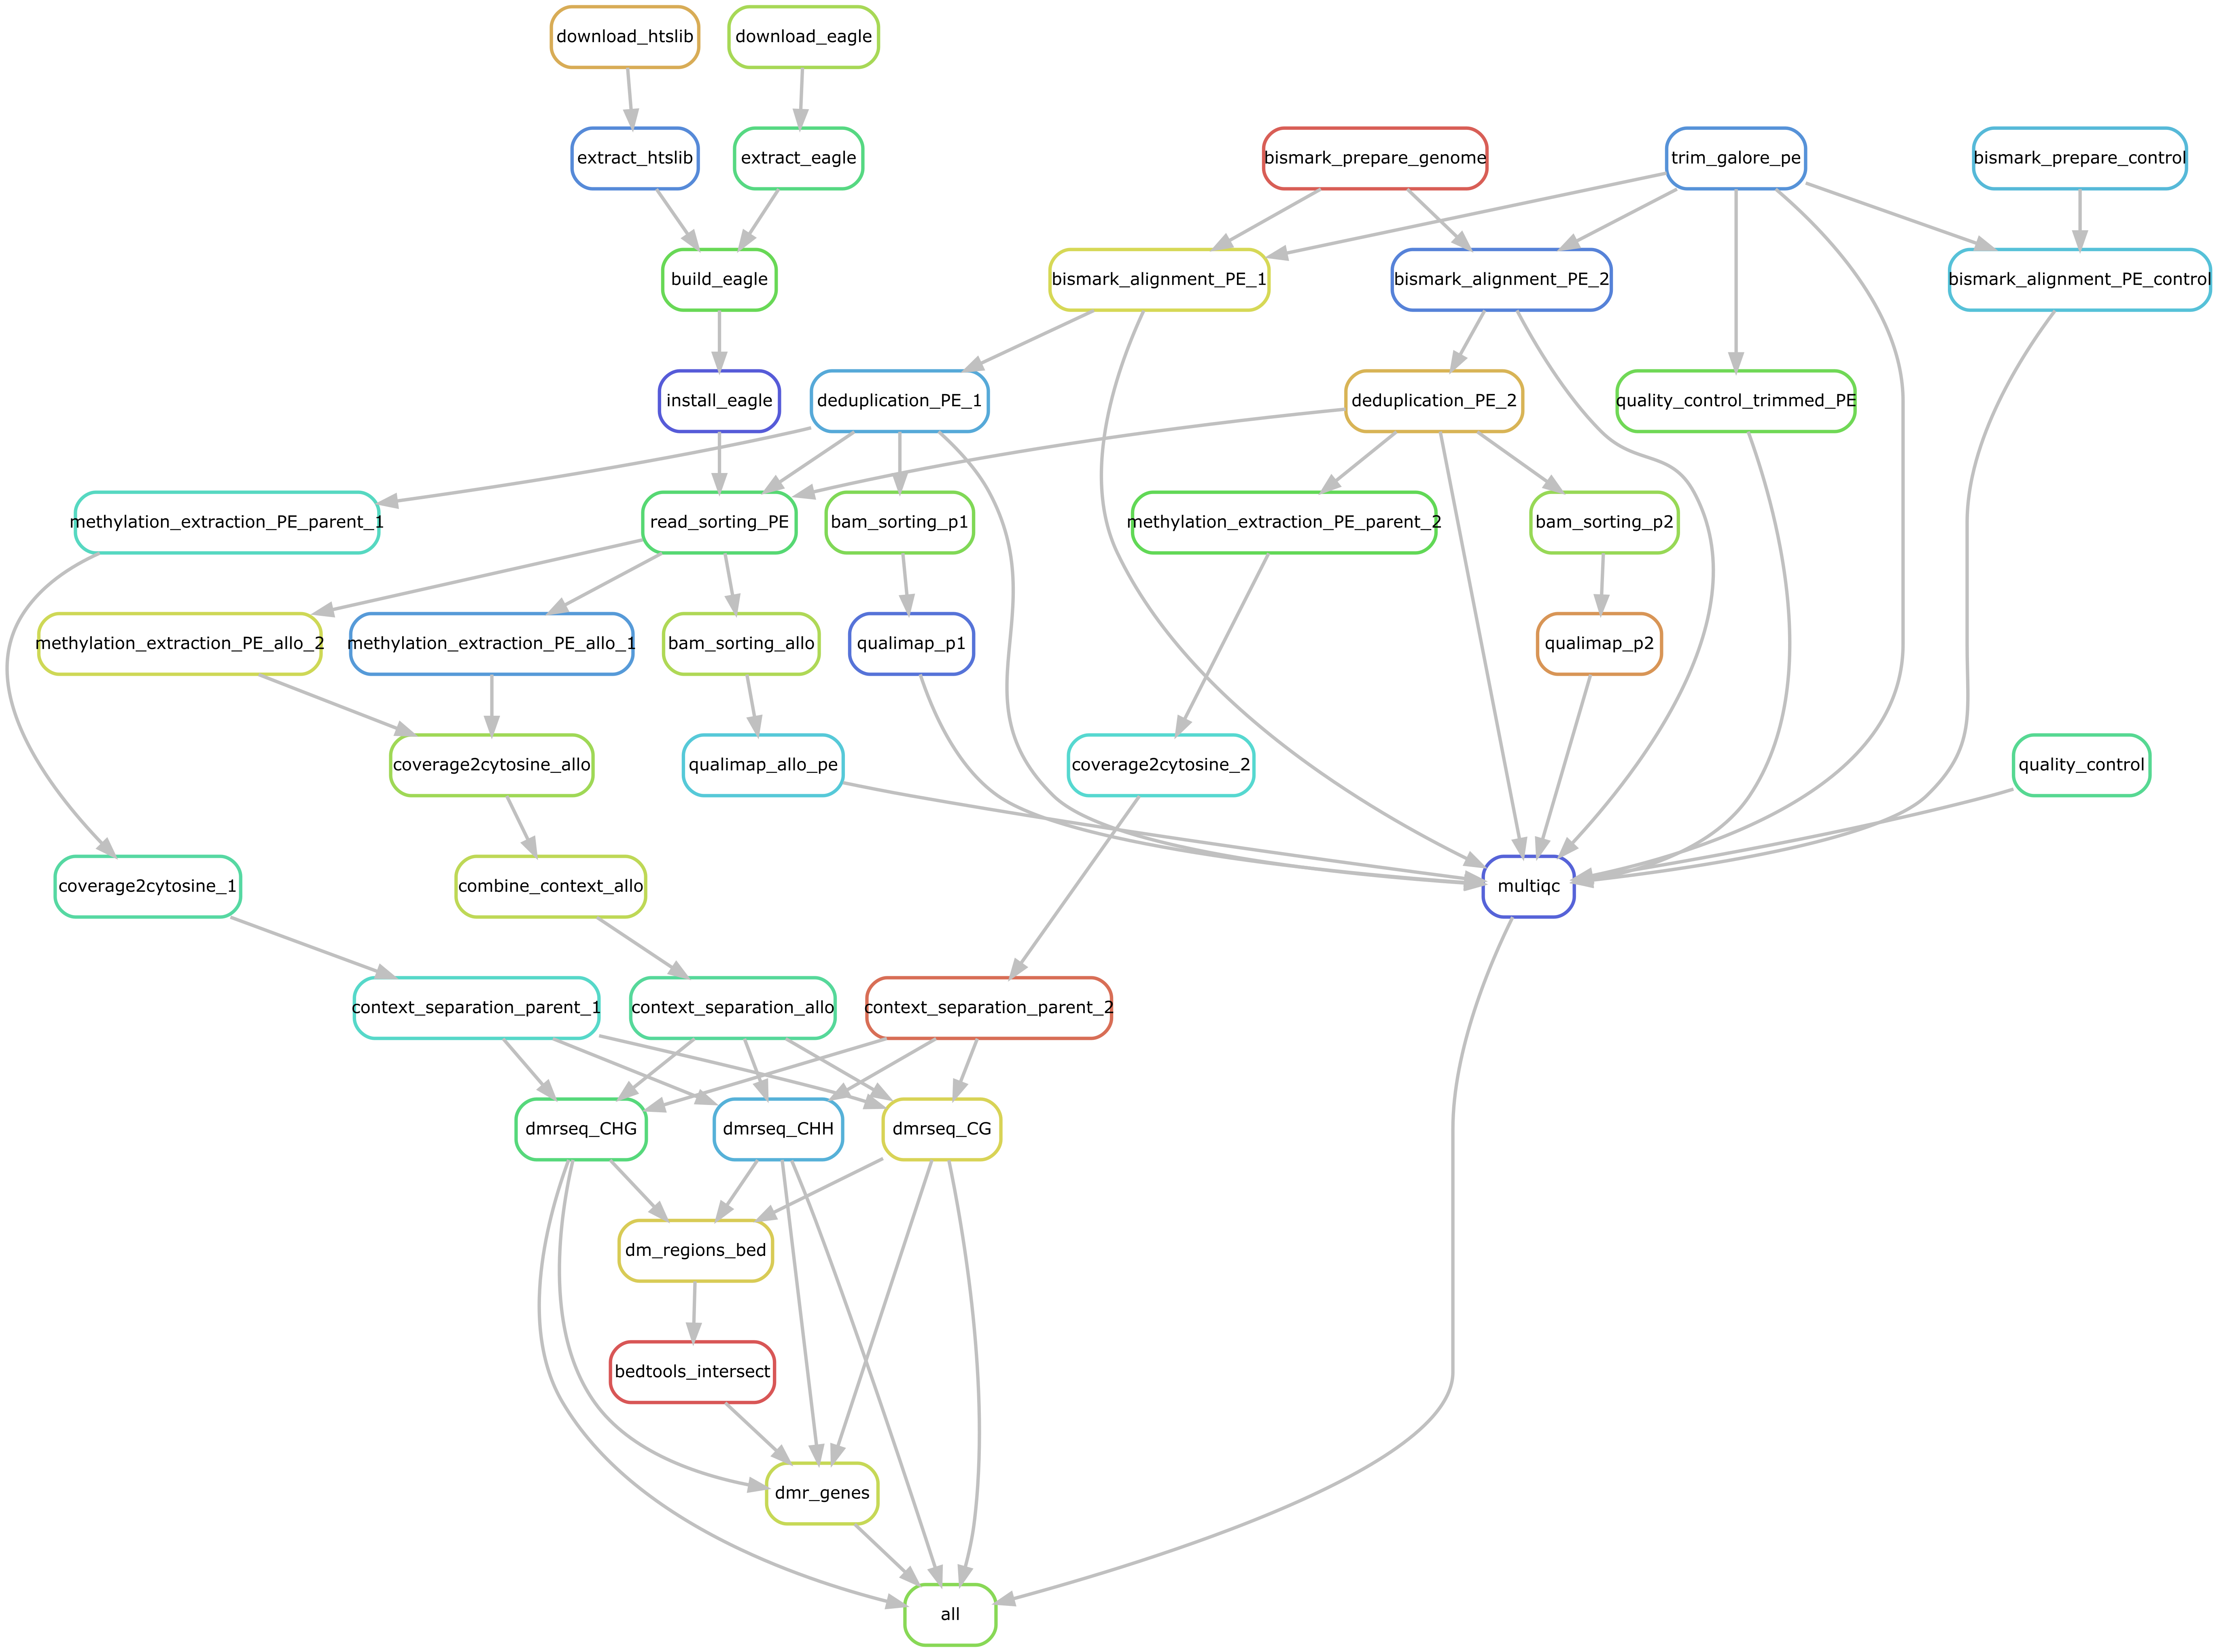 download_htslib
download_eagle
extract_htslib
extract_eagle
bismark_prepare_genome
trim_galore_pe
bismark_prepare_control
build_eagle
bismark_alignment_PE_1
bismark_alignment_PE_2
bismark_alignment_PE_control
install_eagle
deduplication_PE_1
deduplication_PE_2
quality_control_trimmed_PE
methylation_extraction_PE_parent_1
read_sorting_PE
bam_sorting_p1
methylation_extraction_PE_parent_2
bam_sorting_p2
methylation_extraction_PE_allo_2
methylation_extraction_PE_allo_1
bam_sorting_allo
qualimap_p1
qualimap_p2
coverage2cytosine_allo
qualimap_allo_pe
coverage2cytosine_2
quality_control
coverage2cytosine_1
combine_context_allo
multiqc
context_separation_parent_1
context_separation_allo
context_separation_parent_2
dmrseq_CHG
dmrseq_CHH
dmrseq_CG
dm_regions_bed
bedtools_intersect
dmr_genes
all